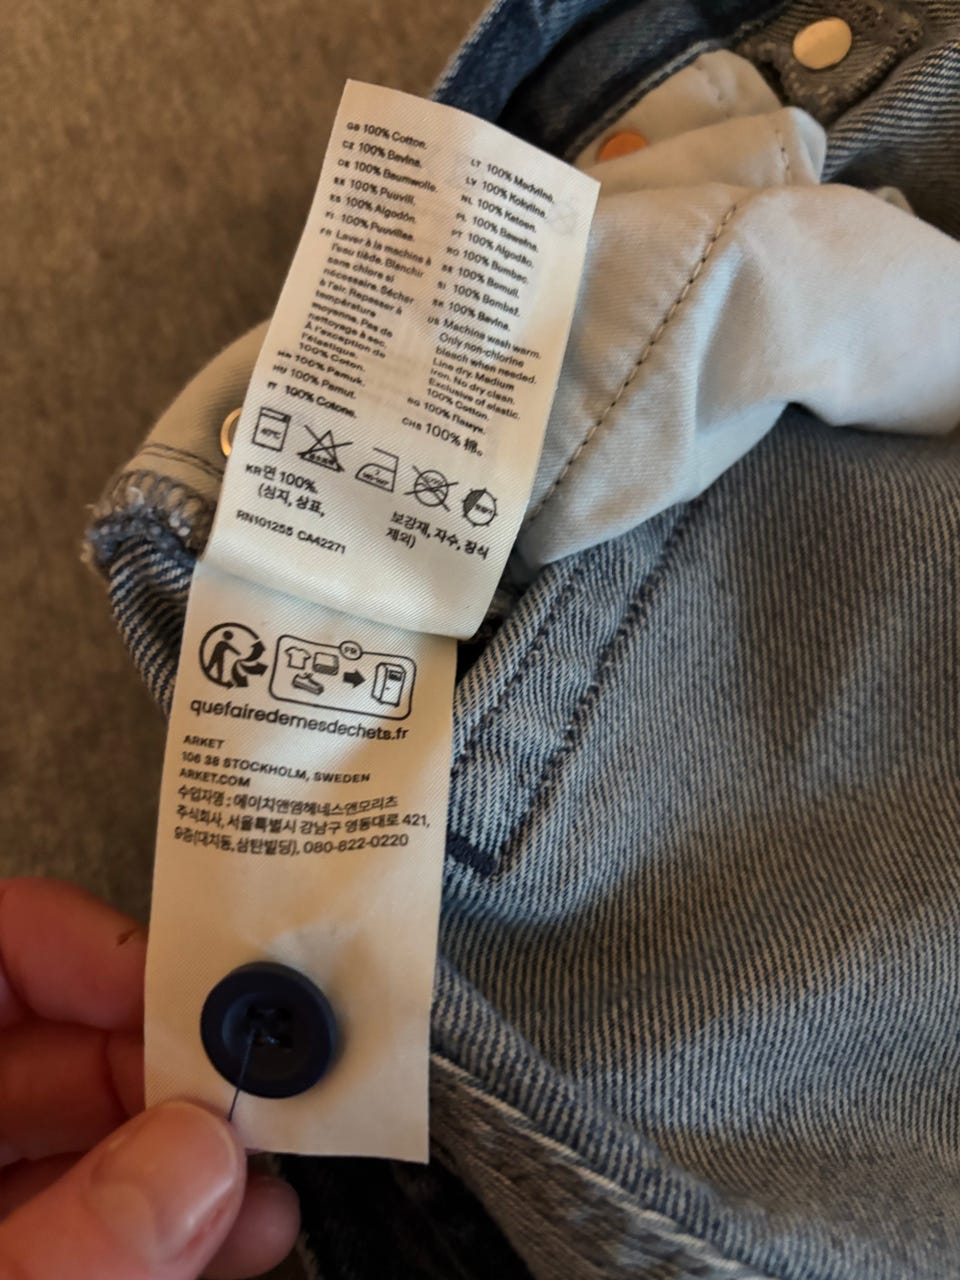 GB 100% Cotton.
CZ 100% Bavlna.
DE 100% Baumwolle.
EE 100% Puuvill.
ES 100% Algodón.
FI 100% Puuvillaa.
FR Laver à la machine à
l'eau tiède. Blanchir
sans chlore si
nécessaire. Sécher
à l'air. Repasser à
température
moyenne. Pas de
nettoyage à sec.
À l'exception de
l'élastique.
100% Coton.
HR 100% Pamuk.
HU 100% Pamut.
IT 100% Cotone.
LT 100% Medvilnė.
LV 100% Kokvilna.
NL 100% Katoen.
PL 100% Bawełna.
PT 100% Algodão.
RO 100% Bumbac.
SE 100% Bomull.
SI 100% Bombaž.
SK 100% Bavlna.
US Machine wash warm.
Only non-chlorine
bleach when needed.
Line dry. Medium
iron. No dry clean.
Exclusive of elastic.
100% Cotton.
BG 100% Памук.
CHS 100% 棉。
40°C
KR 면 100%.
(심지, 상표,
보강재, 자수, 장식
제외)
RN101255 CA42271
FR
quefairedemesdechets.fr
ARKET
106 38 STOCKHOLM, SWEDEN
ARKET.COM
수입자명 : 에이치앤엠헤네스앤모리츠
주식회사, 서울특별시 강남구 영동대로 421,
9층(대치동,삼탄빌딩), 080-822-0220